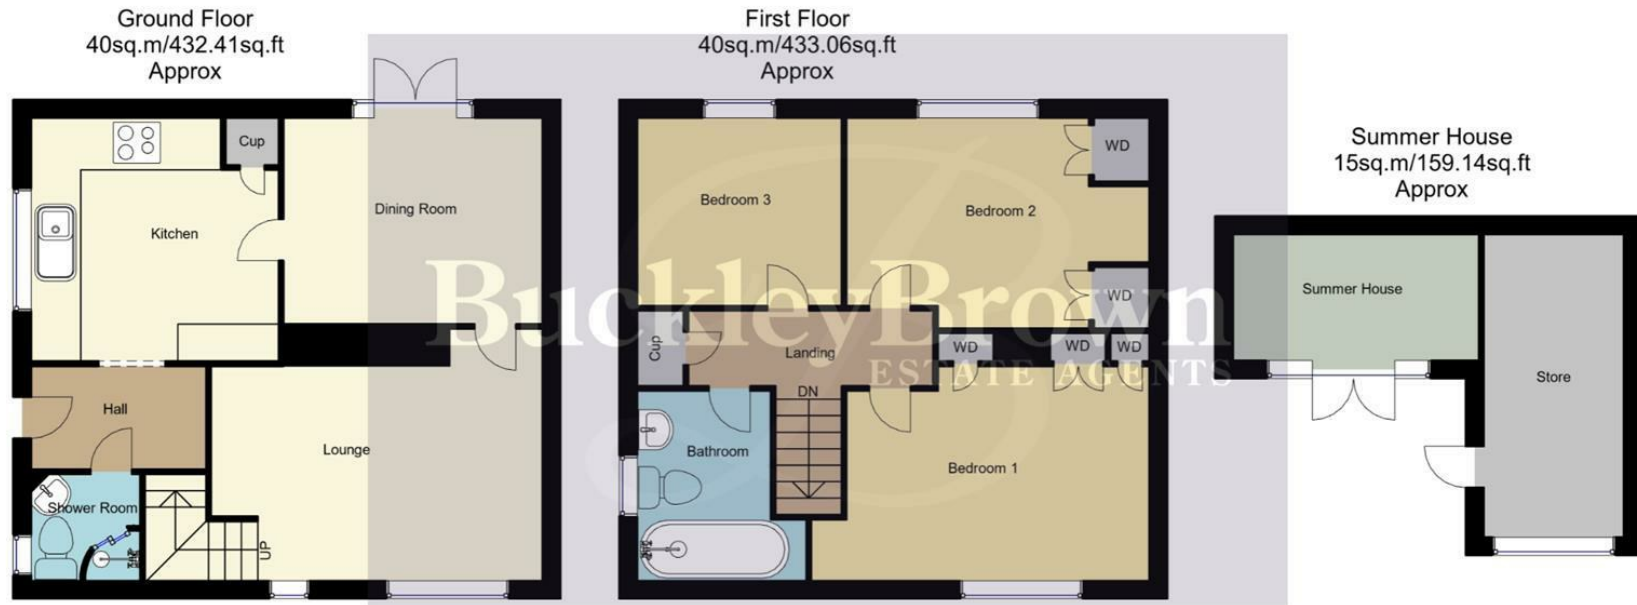 Ground Floor
40sq.m/432.41sq.ft
Approx
Cup
Dining Room
Kitchen
Hall
Lounge
Shower Room
UP
First Floor
40sq.m/433.06sq.ft
Approx
WD
Bedroom 3
Bedroom 2
WD
Cup
Landing
WD
WD
WD
DN
Bathroom
Bedroom 1
Summer House
15sq.m/159.14sq.ft
Approx
Summer House
Store
BuckleyBrown
ESTATE AGENTS